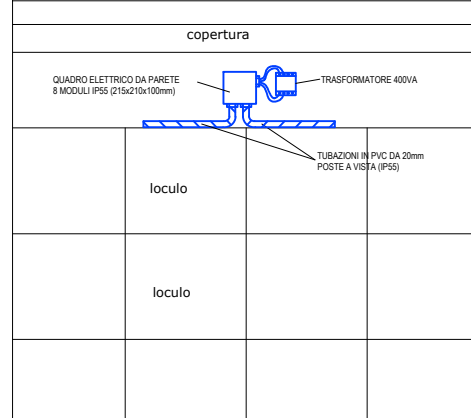 copertura
QUADRO ELETTRICO DA PARETE
8 MODULI IP55 (215x210x100mm)
TRASFORMATORE 400VA
TUBAZIONI IN PVC DA 20mm
POSTE A VISTA (IP55)
loculo
loculo